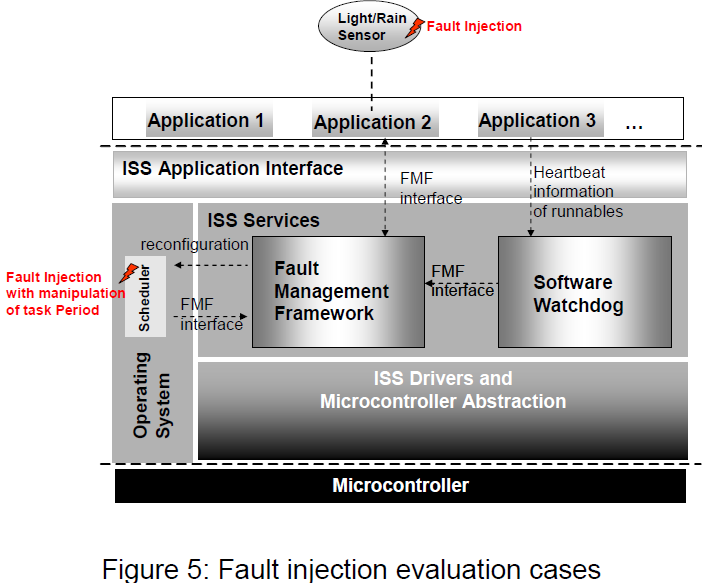 Light/Rain
Sensor
Fault Injection
Application 1
Application 2
Application 3
...
ISS Application Interface
FMF
interface
Heartbeat
information
of runnables
ISS Services
reconfiguration
Fault Injection
with manipulation
of task Period
Scheduler
FMF
interface
Fault
Management
Framework
FMF
interface
Software
Watchdog
Operating
System
ISS Drivers and
Microcontroller Abstraction
Microcontroller
Figure 5: Fault injection evaluation cases